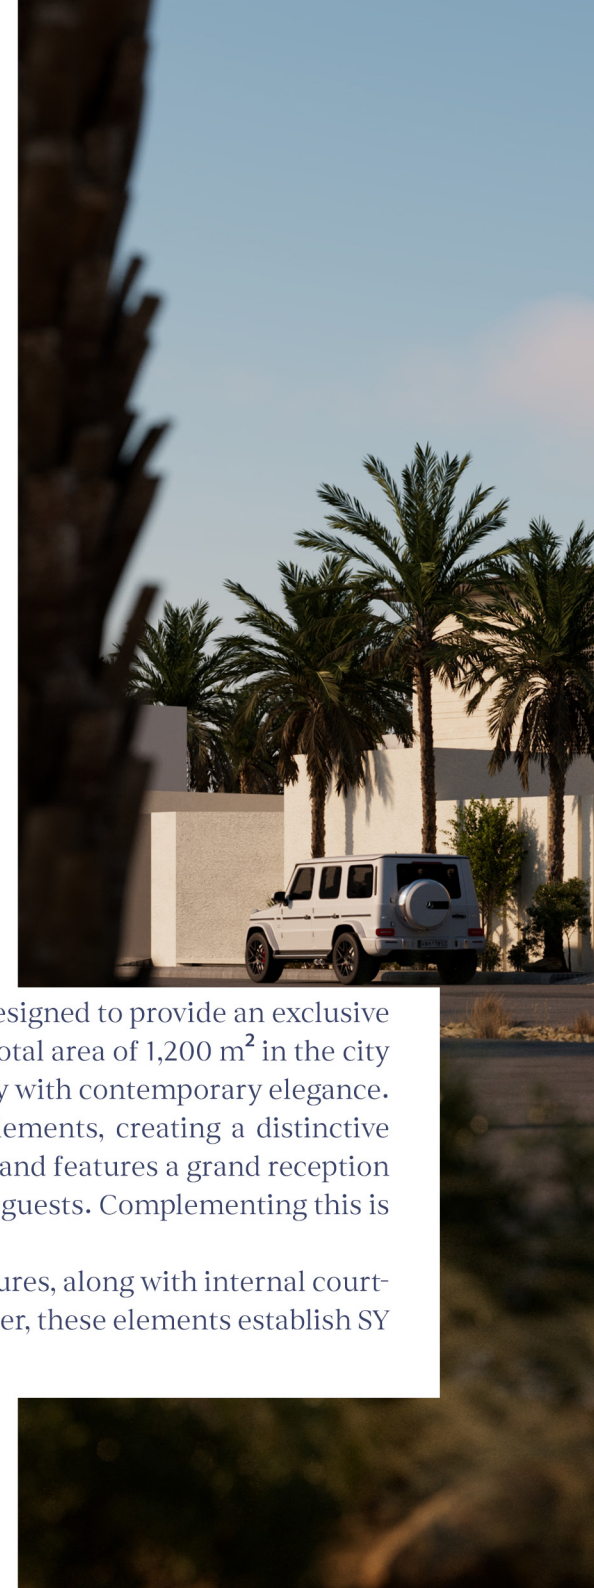 esigned to provide an exclusive
otal area of 1,200 m² in the city
y with contemporary elegance.
lements, creating a distinctive
and features a grand reception
guests. Complementing this is
ures, along with internal court-
er, these elements establish SY